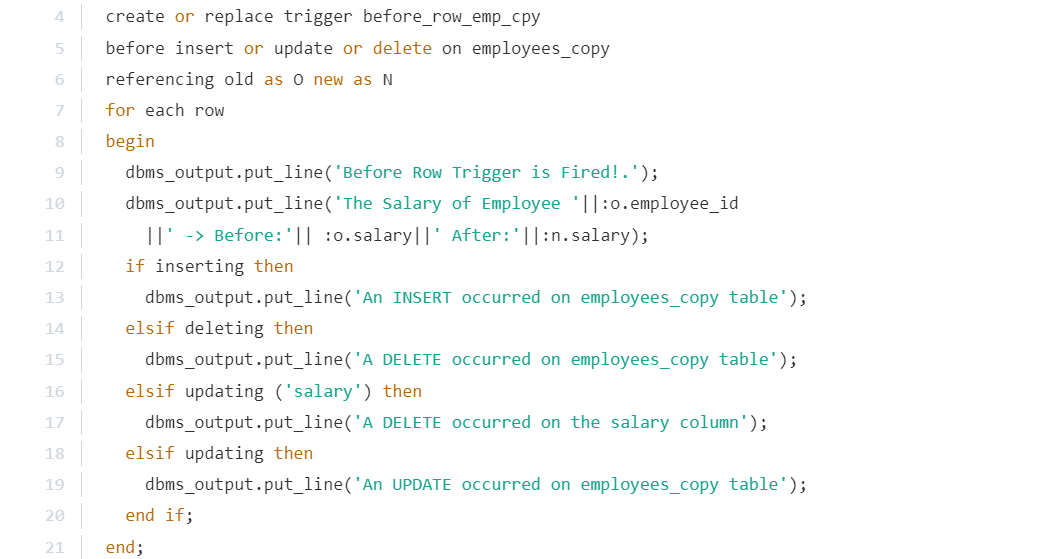 4 create or replace trigger before_row_emp_cpy
5 before insert or update or delete on employees_copy
6 referencing old as O new as N
7 for each row
8 begin
9   dbms_output.put_line('Before Row Trigger is Fired!.');
10   dbms_output.put_line('The Salary of Employee '||:o.employee_id
11     ||' -> Before:'|| :o.salary||' After:'||:n.salary);
12   if inserting then
13     dbms_output.put_line('An INSERT occurred on employees_copy table');
14   elsif deleting then
15     dbms_output.put_line('A DELETE occurred on employees_copy table');
16   elsif updating ('salary') then
17     dbms_output.put_line('A DELETE occurred on the salary column');
18   elsif updating then
19     dbms_output.put_line('An UPDATE occurred on employees_copy table');
20   end if;
21 end;